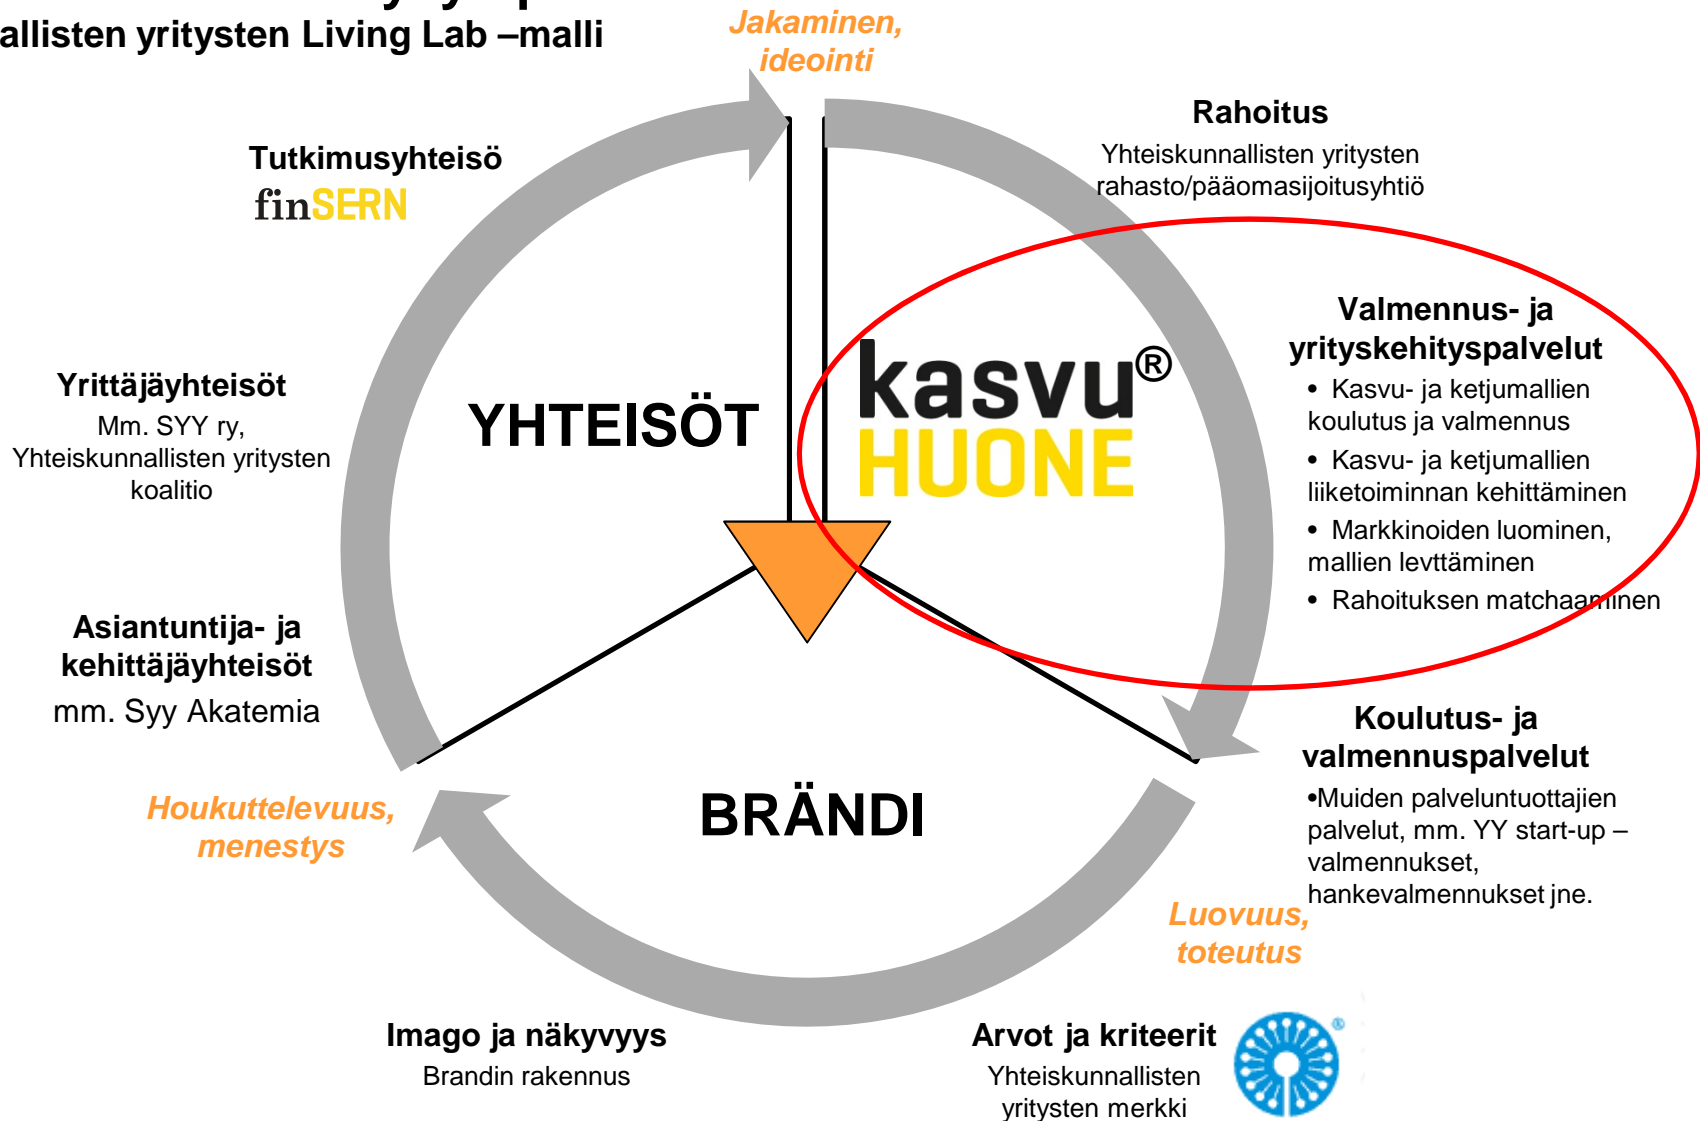 allisten yritysten Living Lab –malli
Jakaminen,
ideointi
Rahoitus
Yhteiskunnallisten yritysten
rahasto/pääomasijoitusyhtiö
Tutkimusyhteisö
finSERN
Valmennus- ja
yrityskehityspalvelut
• Kasvu- ja ketjumallien
koulutus ja valmennus
• Kasvu- ja ketjumallien
liiketoiminnan kehittäminen
• Markkinoiden luominen,
mallien levttäminen
• Rahoituksen matchaaminen
kasvu®
HUONE
YHTEISÖT
Yrittäjäyhteisöt
Mm. SYY ry,
Yhteiskunnallisten yritysten
koalitio
Asiantuntija- ja
kehittäjäyhteisöt
mm. Syy Akatemia
Koulutus- ja
valmennuspalvelut
•Muiden palveluntuottajien
palvelut, mm. YY start-up –
valmennukset,
hankevalmennukset jne.
Houkuttelevuus,
menestys
BRÄNDI
Luovuus,
toteutus
Imago ja näkyvyys
Brandin rakennus
Arvot ja kriteerit
Yhteiskunnallisten
yritysten merkki
®